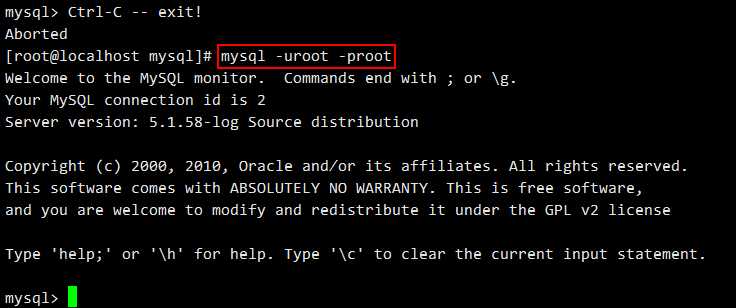 mysql> Ctrl-C -- exit!
Aborted
[root@localhost mysql]# mysql -uroot -proot
Welcome to the MySQL monitor.  Commands end with ; or \g.
Your MySQL connection id is 2
Server version: 5.1.58-log Source distribution
Copyright (c) 2000, 2010, Oracle and/or its affiliates. All rights reserved.
This software comes with ABSOLUTELY NO WARRANTY. This is free software,
and you are welcome to modify and redistribute it under the GPL v2 license
Type 'help;' or '\h' for help. Type '\c' to clear the current input statement.
mysql>